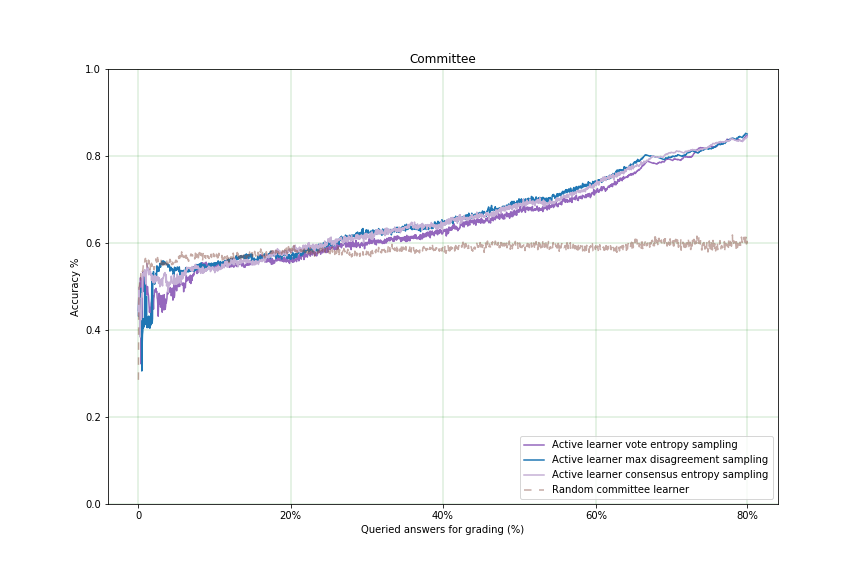 Committee
1.0
0.8
0.6
0.4
0.2
0.0
Accuracy %
0
20%
40%
60%
80%
Queried answers for grading (%)
Active learner vote entropy sampling
Active learner max disagreement sampling
Active learner consensus entropy sampling
Random committee learner